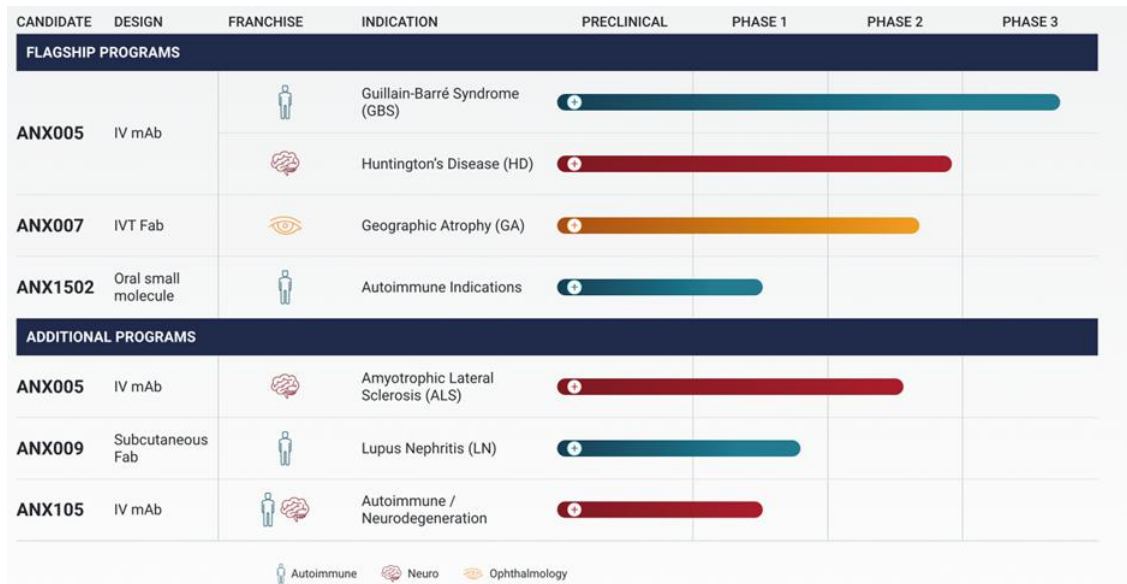 CANDIDATE DESIGN FRANCHISE INDICATION PRECLINICAL PHASE 1 PHASE 2 PHASE 3
FLAGSHIP PROGRAMS
ANX005 IV mAb
Guillain-Barré Syndrome
(GBS)
Huntington's Disease (HD)
ANX007 IVT Fab Geographic Atrophy (GA)
ANX1502
Oral small
molecule
Autoimmune Indications
ADDITIONAL PROGRAMS
ANX005 IV mAb
Amyotrophic Lateral
Sclerosis (ALS)
ANX009
Subcutaneous
Fab
Lupus Nephritis (LN)
ANX105 IV mAb
Autoimmune /
Neurodegeneration
Autoimmune Neuro Ophthalmology